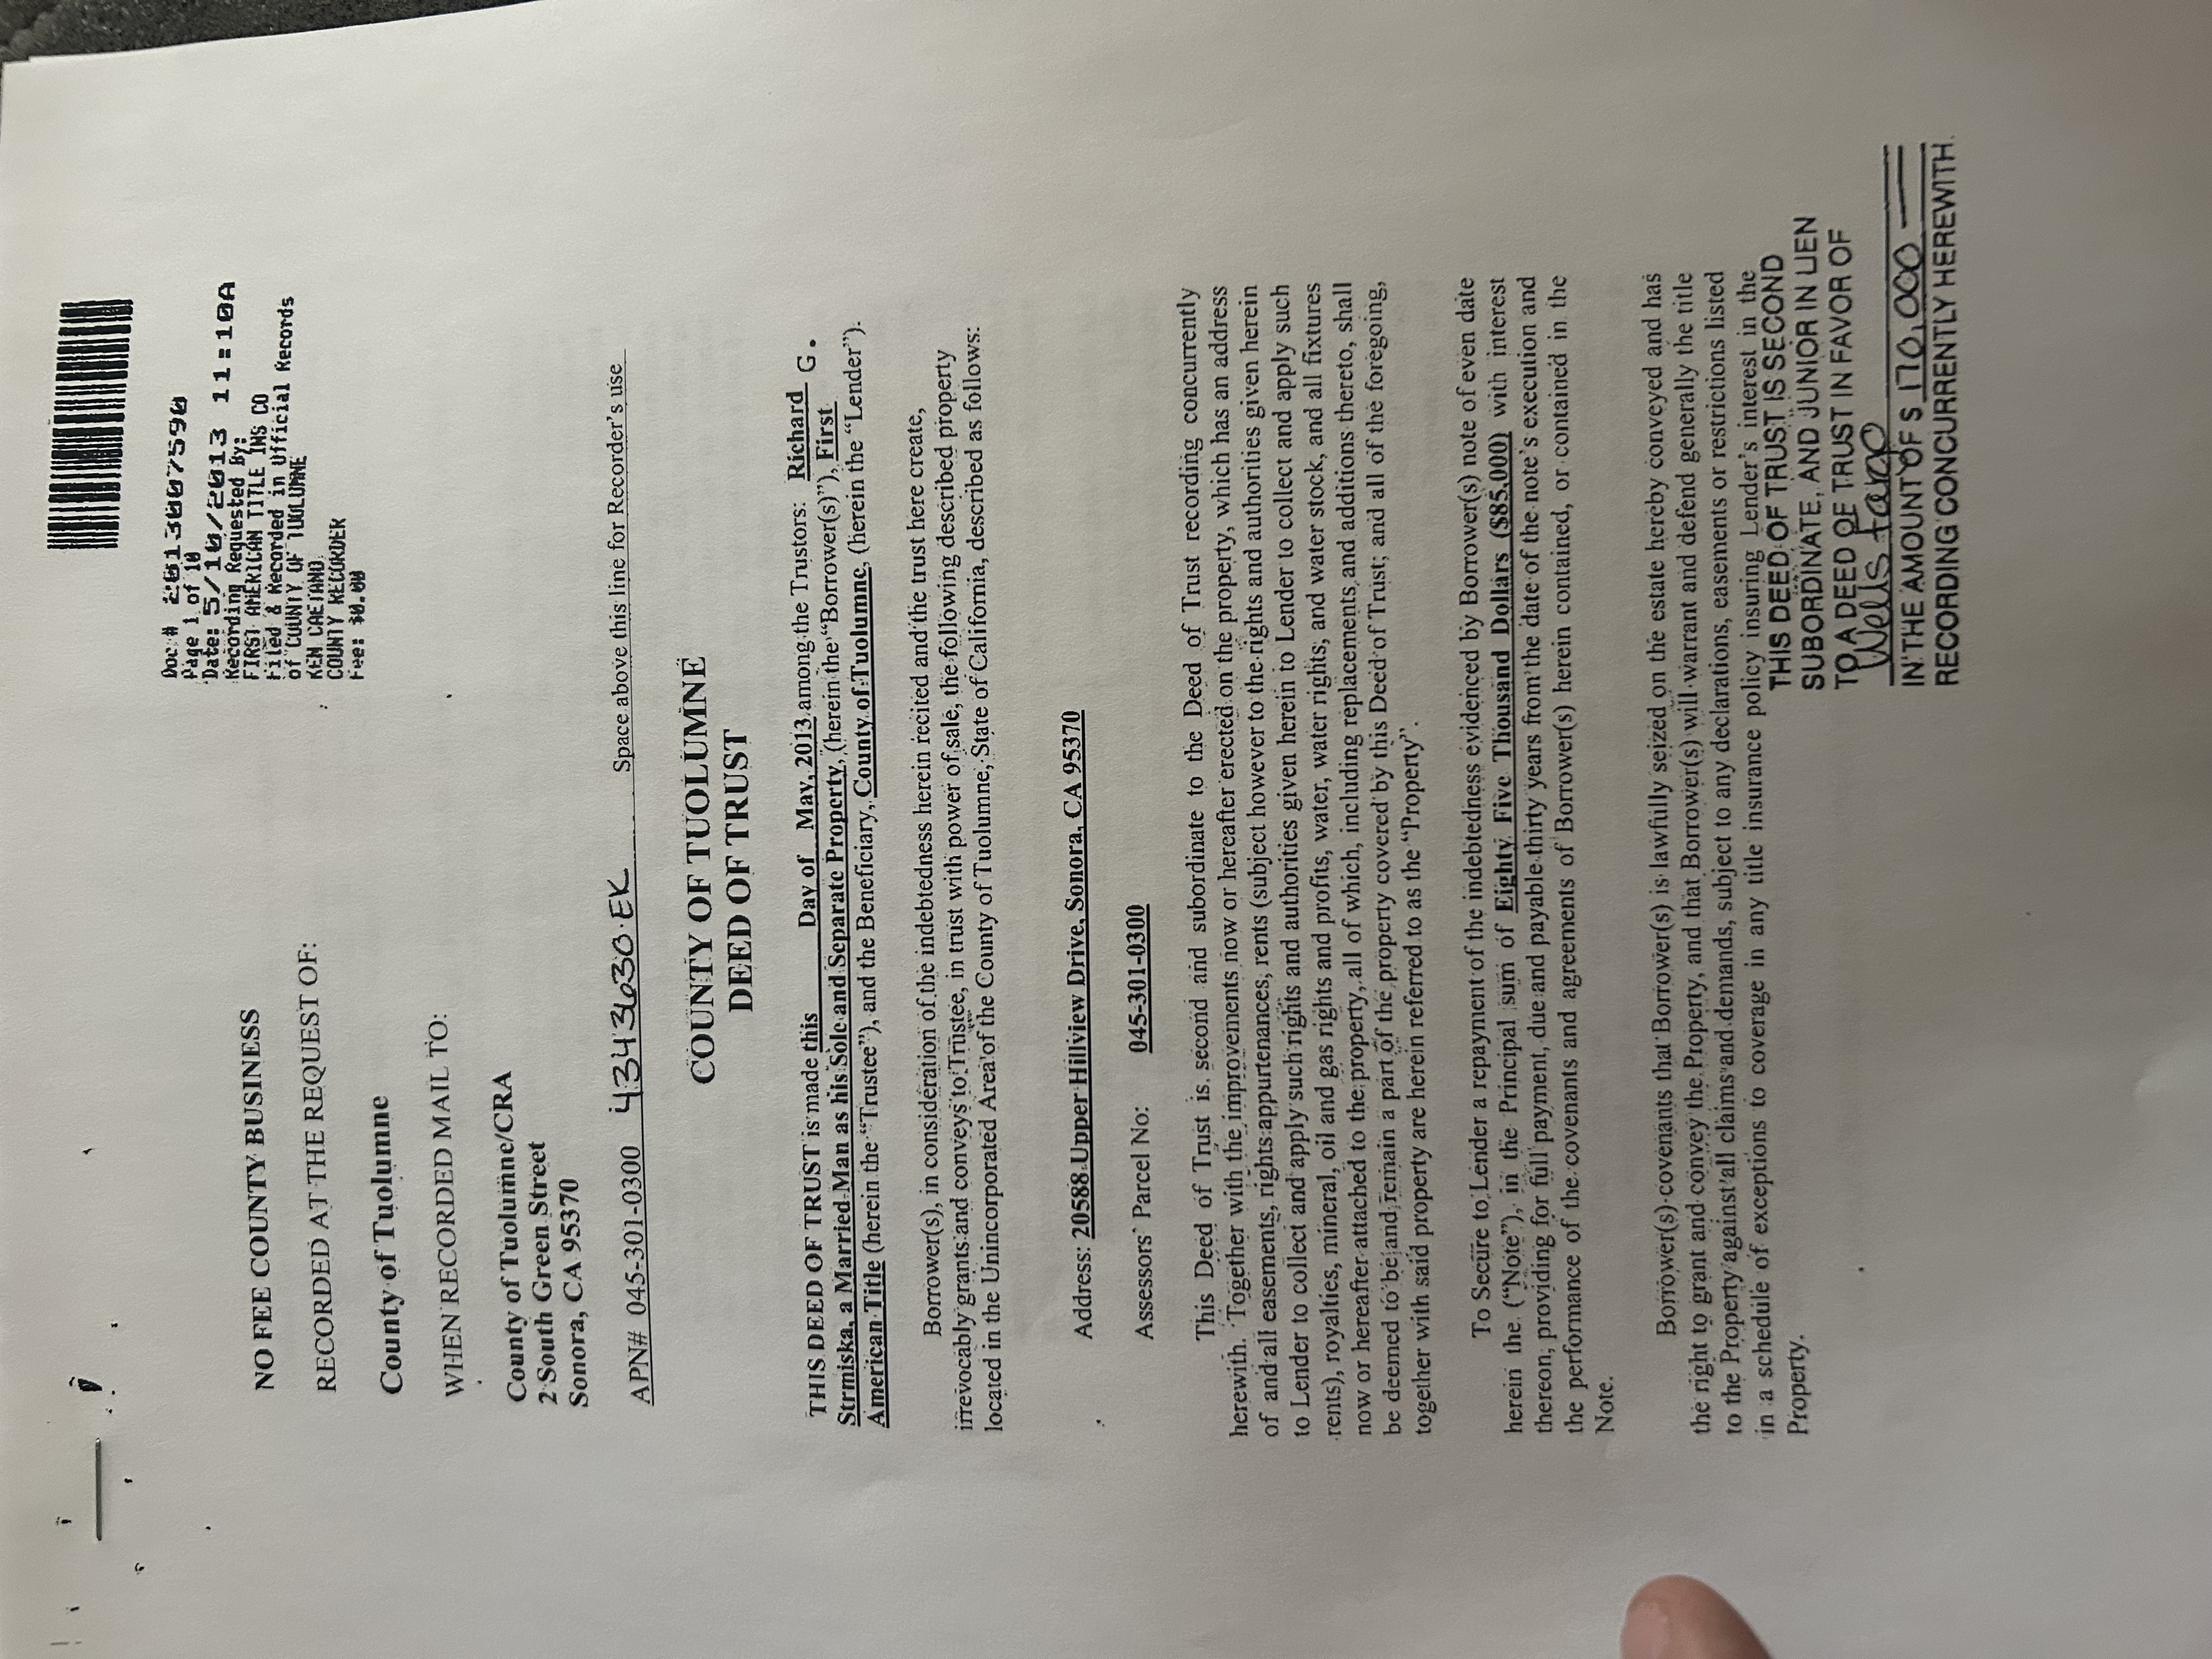 NO FEE COUNTY BUSINESS
RECORDED AT THE REQUEST OF:
County of Tuolumne
WHEN RECORDED MAIL TO:
County of Tuolumne/CRA
2 South Green Street
Sonora, CA 95370
Doc # 2013007590
Page 1 of 10
Date: 5/10/2013 11:10A
Recording Requested By:
FIRST AMERICAN TITLE INS CO
Filed & Recorded in Official Records
of COUNTY OF TUOLUMNE
KEN CAETANO
COUNTY RECORDER
Fee: $0.00
APN# 045-301-0300 4343630-EK Space above this line for Recorder's use
COUNTY OF TUOLUMNE
DEED OF TRUST
THIS DEED OF TRUST is made this Day of May, 2013 among the Trustors: Richard G.
Strmiska, a Married Man as his Sole and Separate Property, (herein the "Borrower(s)"), First
American Title (herein the "Trustee"), and the Beneficiary, County of Tuolumne, (herein the "Lender").
Borrower(s), in consideration of the indebtedness herein recited and the trust here create,
irrevocably grants and conveys to Trustee, in trust with power of sale, the following described property
located in the Unincorporated Area of the County of Tuolumne, State of California, described as follows:
Address: 20588 Upper Hillview Drive, Sonora, CA 95370
Assessors' Parcel No: 045-301-0300
This Deed of Trust is second and subordinate to the Deed of Trust recording concurrently
herewith. Together with the improvements now or hereafter erected on the property, which has an address
of and all easements, rights appurtenances, rents (subject however to the rights and authorities given herein
to Lender to collect and apply such rights and authorities given herein to Lender to collect and apply such
rents), royalties, mineral, oil and gas rights and profits, water, water rights, and water stock, and all fixtures
now or hereafter attached to the property, all of which, including replacements and additions thereto, shall
be deemed to be and remain a part of the property covered by this Deed of Trust; and all of the foregoing,
together with said property are herein referred to as the "Property".
To Secure to Lender a repayment of the indebtedness evidenced by Borrower(s) note of even date
herein the ("Note"), in the Principal sum of Eighty Five Thousand Dollars ($85,000) with interest
thereon, providing for full payment, due and payable thirty years from the date of the note's execution and
the performance of the covenants and agreements of Borrower(s) herein contained, or contained in the
Note.
Borrower(s) covenants that Borrower(s) is lawfully seized on the estate hereby conveyed and has
the right to grant and convey the Property, and that Borrower(s) will warrant and defend generally the title
to the Property against all claims and demands, subject to any declarations, easements or restrictions listed
in a schedule of exceptions to coverage in any title insurance policy insuring Lender's interest in the
Property.
THIS DEED OF TRUST IS SECOND
SUBORDINATE, AND JUNIOR IN LIEN
TO A DEED OF TRUST IN FAVOR OF
Wells Fargo
IN THE AMOUNT OF $ 170,000
RECORDING CONCURRENTLY HEREWITH.